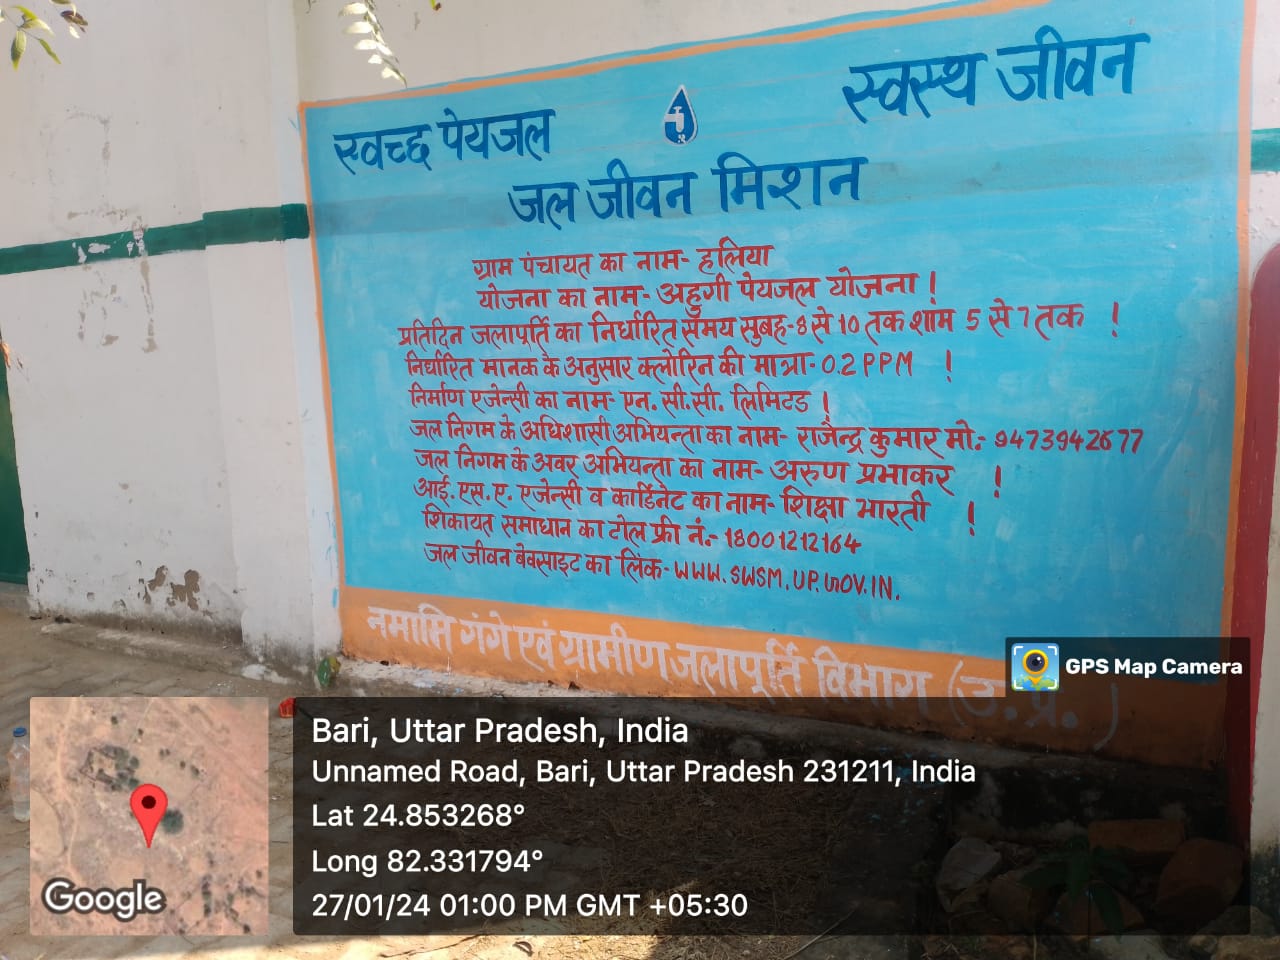 स्वच्छ पेयजल
स्वस्थ जीवन
जल जीवन मिशन
ग्राम पंचायत का नाम- हलिया
योजना का नाम- अहुगी पेयजल योजना !
प्रतिदिन जलापूर्ति का निर्धारित समय सुबह-8 से 10 तक शाम 5 से 7 तक !
निर्धारित मानक के अनुसार क्लोरिन की मात्रा- 0.2 PPM !
निर्माण एजेन्सी का नाम- एन. सी. सी. लिमिटड !
जल निगम के अधिशासी अभियन्ता का नाम- राजेन्द्र कुमार मो.: 9473942677
जल निगम के अवर अभियन्ता का नाम- अरुण प्रभाकर !
आई. एस. ए. एजेन्सी व कार्डिनेट का नाम- शिक्षा भारती !
शिकायत समाधान का टोल फ्री नं.- 18001212164
जल जीवन बेवसाइट का लिंक- WWW.SWSM.UP.GOV.IN.
नमामि गंगे एवं ग्रामीण जलापूर्ति विभाग (उ.प्र.)
GPS Map Camera
Bari, Uttar Pradesh, India
Unnamed Road, Bari, Uttar Pradesh 231211, India
Lat 24.853268°
Long 82.331794°
27/01/24 01:00 PM GMT +05:30
Google